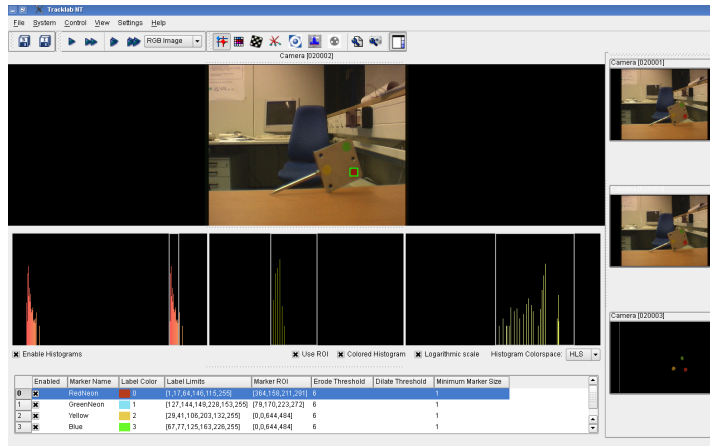 Tracklab NT
File System Control View Settings Help
RGB Image
Camera [020002]
Camera [020001]
Camera [020003]
Enable Histograms Use ROI Colored Histogram Logarithmic scale Histogram Colorspace: HLS
Enabled Marker Name Label Color Label Limits Marker ROI Erode Threshold Dilate Threshold Minimum Marker Size
0 RedNeon 0 [1,17,64,146,115,255] [364,158,211,291] 6 1
1 GreenNeon 1 [127,144,149,228,153,255] [79,170,223,272] 6 1
2 Yellow 2 [29,41,106,203,132,255] [0,0,644,484] 6 1
3 Blue 3 [67,77,125,163,226,255] [0,0,644,484] 6 1